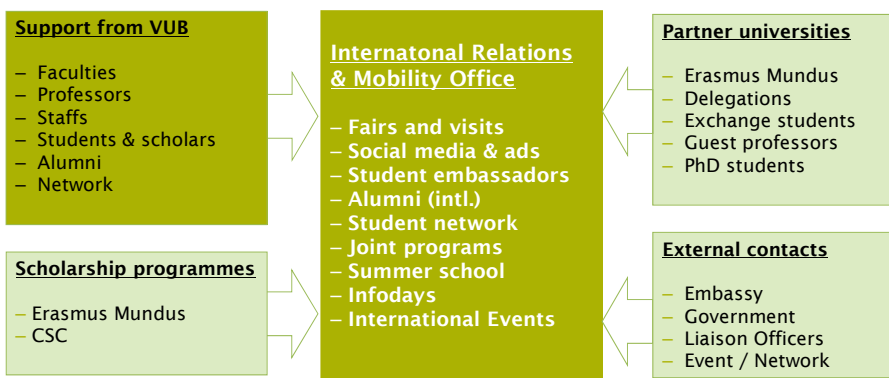 Support from VUB
– Faculties
– Professors
– Staffs
– Students & scholars
– Alumni
– Network
Scholarship programmes
– Erasmus Mundus
– CSC
Internatonal Relations
& Mobility Office
– Fairs and visits
– Social media & ads
– Student embassadors
– Alumni (intl.)
– Student network
– Joint programs
– Summer school
– Infodays
– International Events
Partner universities
– Erasmus Mundus
– Delegations
– Exchange students
– Guest professors
– PhD students
External contacts
– Embassy
– Government
– Liaison Officers
– Event / Network